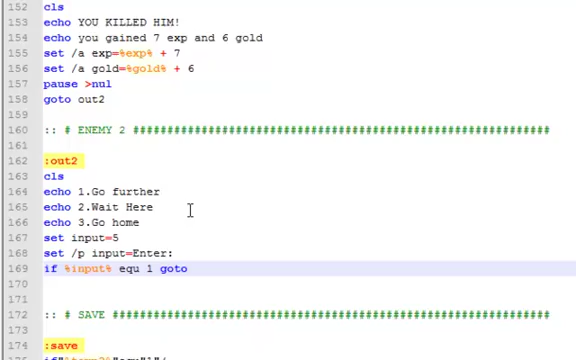 152 cls
153 echo YOU KILLED HIM!
154 echo you gained 7 exp and 6 gold
155 set /a exp=%exp% + 7
156 set /a gold=%gold% + 6
157 pause >nul
158 goto out2
159
160 :: # ENEMY 2 ##############################################################
161
162 :out2
163 cls
164 echo 1.Go further
165 echo 2.Wait Here
166 echo 3.Go home
167 set input=5
168 set /p input=Enter:
169 if %input% equ 1 goto
170
171
172 :: # SAVE #################################################################
173
174 :save